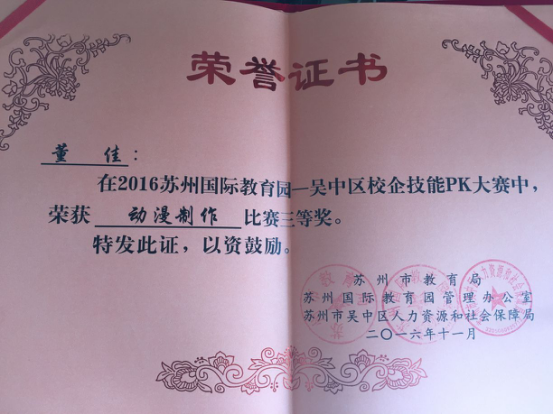 荣誉证书
董佳：
在2016苏州国际教育园—吴中区校企技能PK大赛中，
荣获 动漫制作 比赛三等奖。
特发此证，以资鼓励。
苏州市教育局
苏州国际教育园管理办公室
苏州市吴中区人力资源和社会保障局
二〇一六年十一月